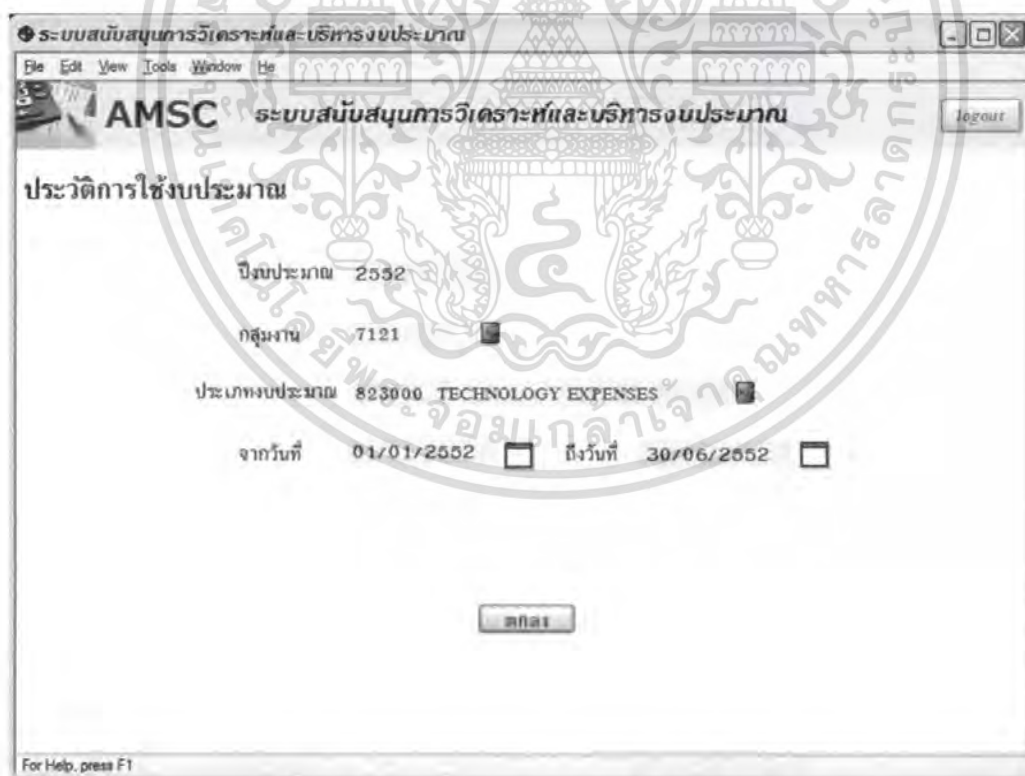 ระบบสนับสนุนการวิเคราะห์และบริหารงบประมาณ
File Edit View Tools Window He
AMSC ระบบสนับสนุนการวิเคราะห์และบริหารงบประมาณ logout
ประวัติการใช้งบประมาณ
ปีงบประมาณ 2552
กลุ่มงาน 7121
ประเภทงบประมาณ 823000 TECHNOLOGY EXPENSES
จากวันที่ 01/01/2552 ถึงวันที่ 30/06/2552
ตกลง
For Help, press F1